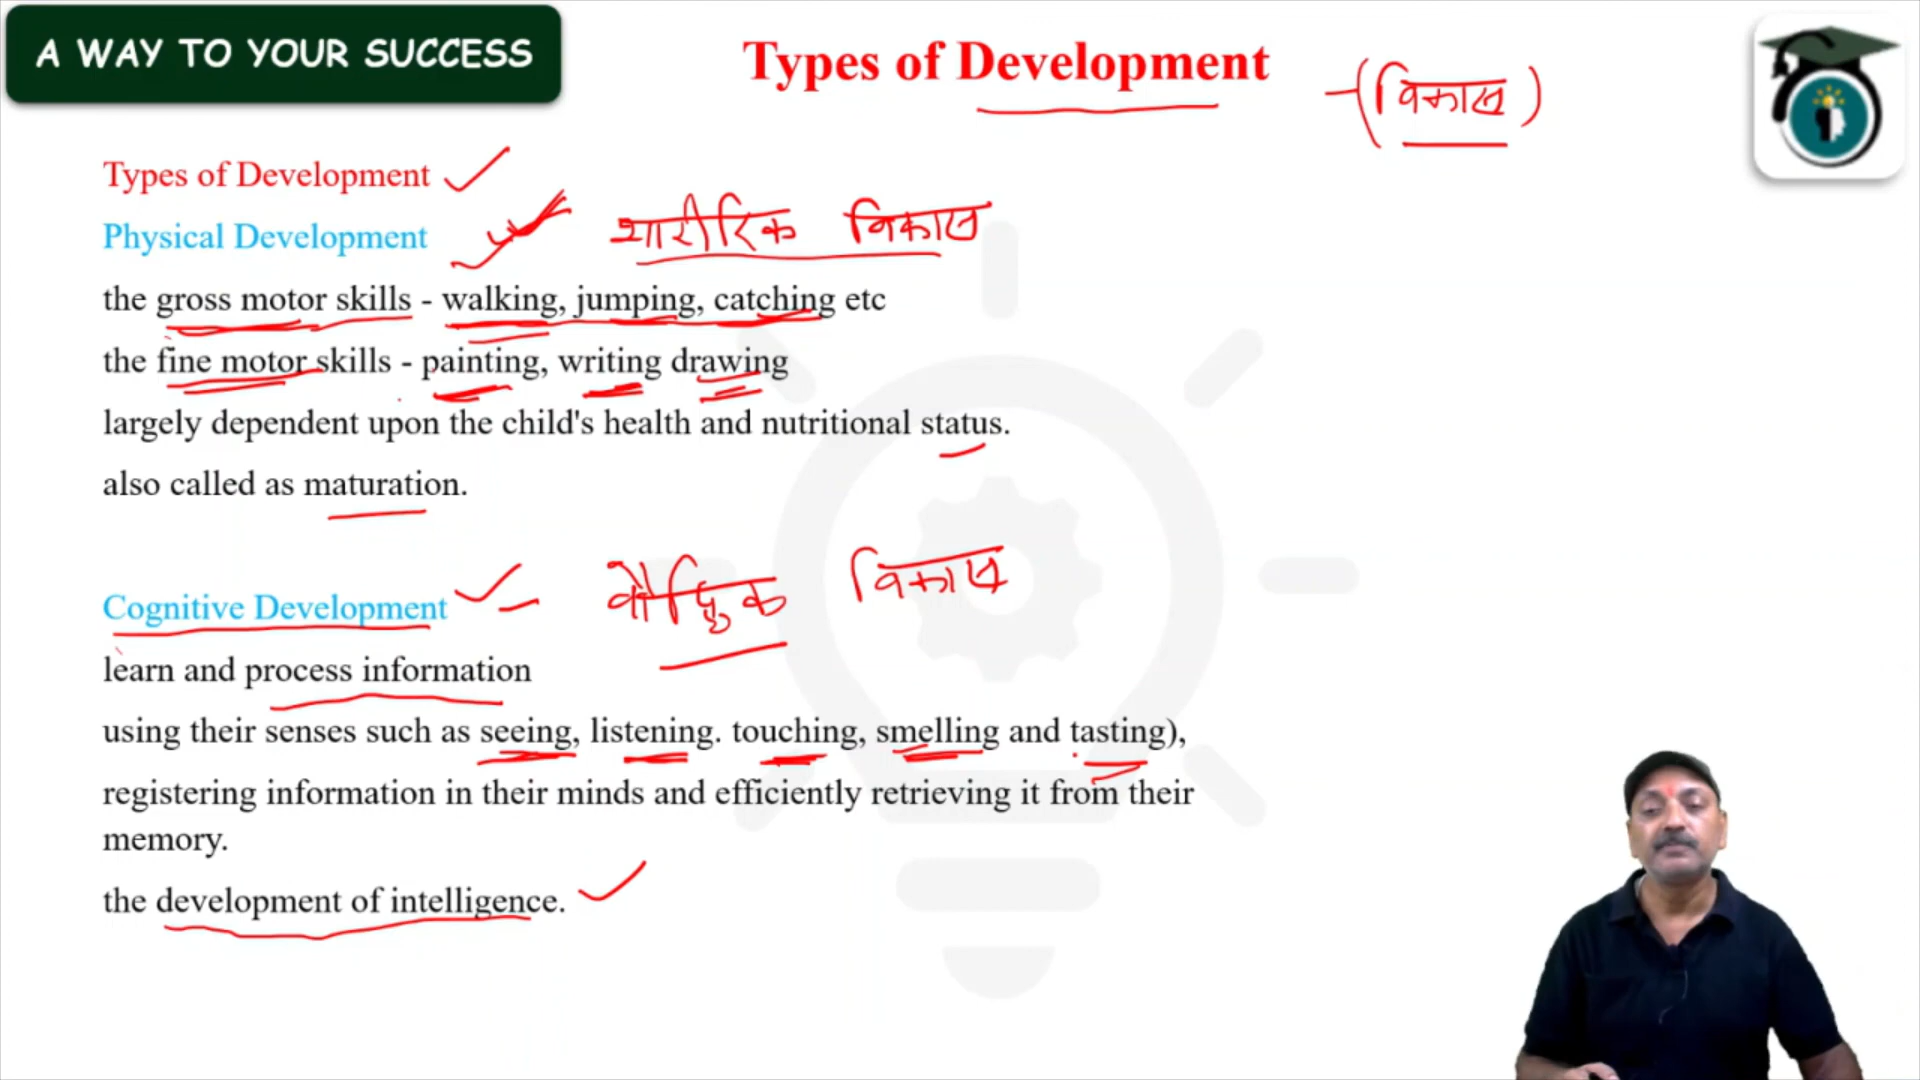 A WAY TO YOUR SUCCESS
Types of Development
-(विकास)
Types of Development
Physical Development
शारीरिक विकास
the gross motor skills - walking, jumping, catching etc
the fine motor skills - painting, writing drawing
largely dependent upon the child's health and nutritional status.
also called as maturation.
Cognitive Development
- बौद्धिक विकास
learn and process information
using their senses such as seeing, listening. touching, smelling and tasting),
registering information in their minds and efficiently retrieving it from their
memory.
the development of intelligence.